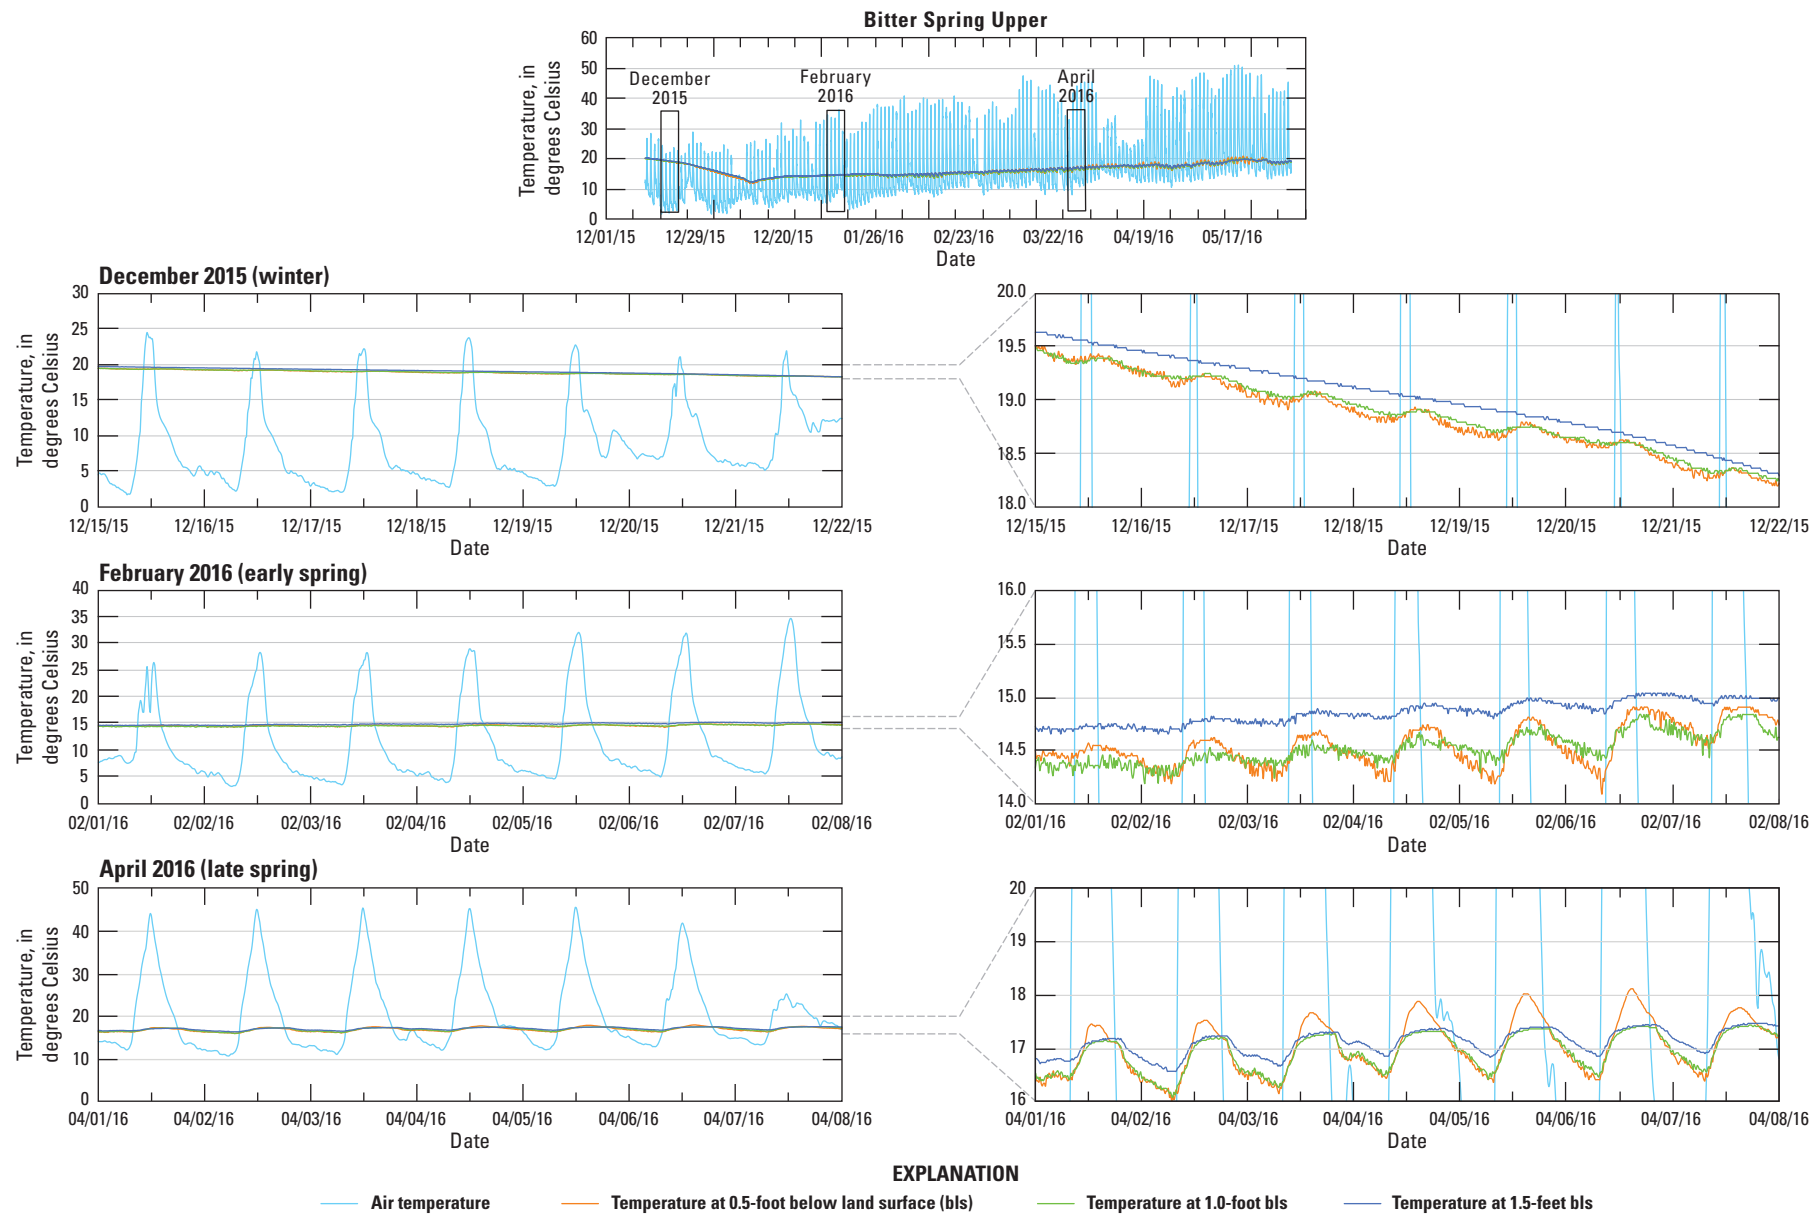 Bitter Spring Upper
Temperature, in
degrees Celsius
60
50
40
30
20
10
0
December
2015
February
2016
April
2016
12/01/15 12/29/15 12/20/15 01/26/16 02/23/16 03/22/16 04/19/16 05/17/16
Date
December 2015 (winter)
Temperature, in
degrees Celsius
30
25
20
15
10
5
0
12/15/15 12/16/15 12/17/15 12/18/15 12/19/15 12/20/15 12/21/15 12/22/15
Date
20.0
19.5
19.0
18.5
18.0
12/15/15 12/16/15 12/17/15 12/18/15 12/19/15 12/20/15 12/21/15 12/22/15
Date
February 2016 (early spring)
Temperature, in
degrees Celsius
40
35
30
25
20
15
10
5
0
02/01/16 02/02/16 02/03/16 02/04/16 02/05/16 02/06/16 02/07/16 02/08/16
Date
16.0
15.5
15.0
14.5
14.0
02/01/16 02/02/16 02/03/16 02/04/16 02/05/16 02/06/16 02/07/16 02/08/16
Date
April 2016 (late spring)
Temperature, in
degrees Celsius
50
40
30
20
10
0
04/01/16 04/02/16 04/03/16 04/04/16 04/05/16 04/06/16 04/07/16 04/08/16
Date
20
19
18
17
16
04/01/16 04/02/16 04/03/16 04/04/16 04/05/16 04/06/16 04/07/16 04/08/16
Date
EXPLANATION
Air temperature
Temperature at 0.5-foot below land surface (bls)
Temperature at 1.0-foot bls
Temperature at 1.5-feet bls